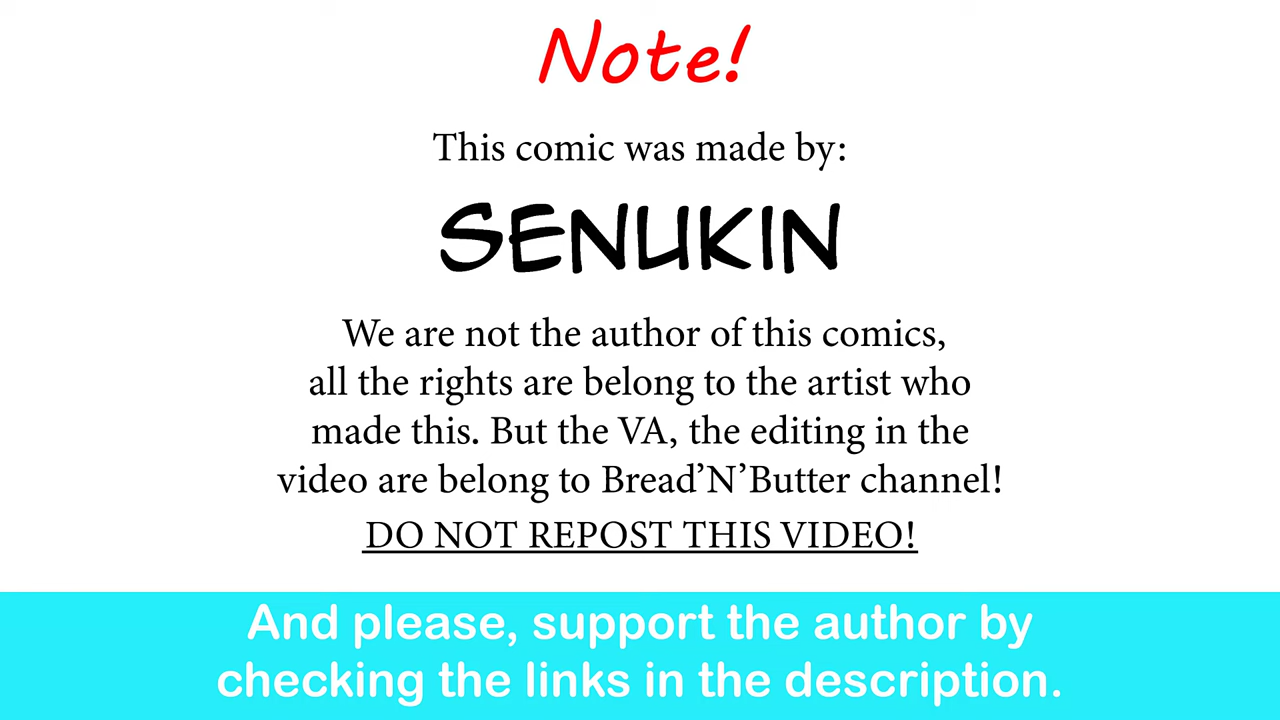 Note!
This comic was made by:
SENUKIN
We are not the author of this comics,
all the rights are belong to the artist who
made this. But the VA, the editing in the
video are belong to Bread’N’Butter channel!
DO NOT REPOST THIS VIDEO!
And please, support the author by
checking the links in the description.